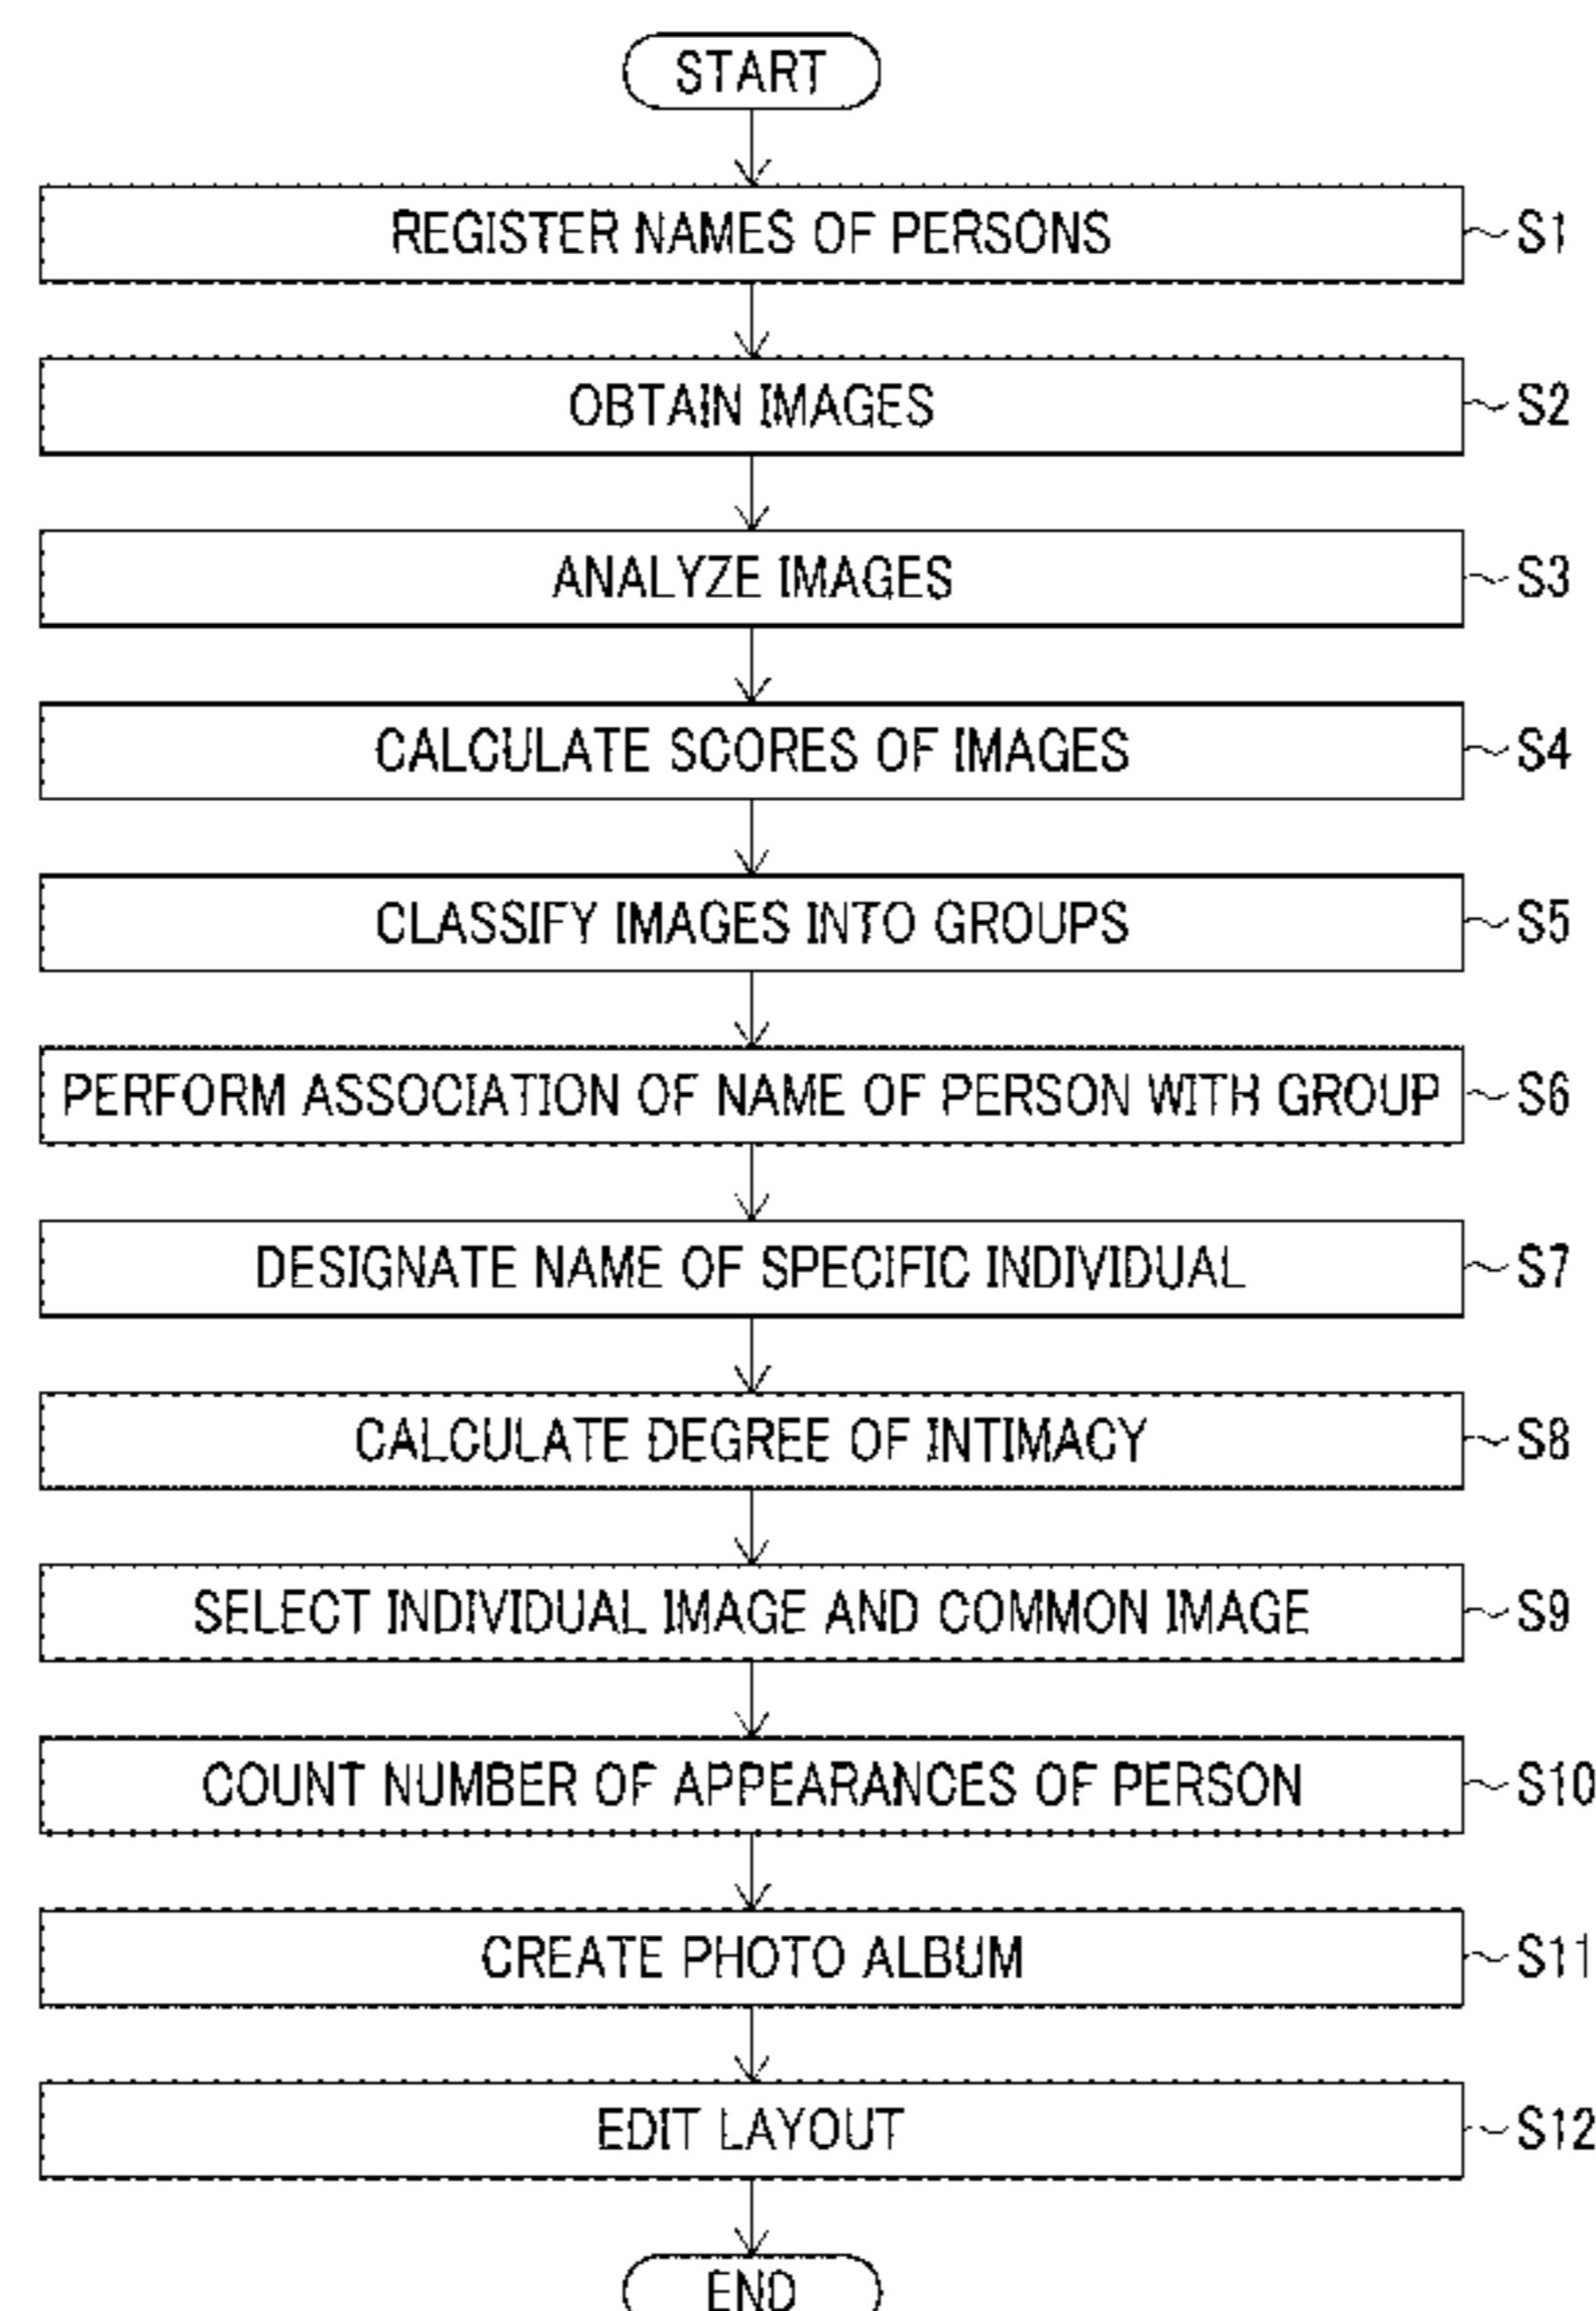 START
REGISTER NAMES OF PERSONS ~S1
OBTAIN IMAGES ~S2
ANALYZE IMAGES ~S3
CALCULATE SCORES OF IMAGES ~S4
CLASSIFY IMAGES INTO GROUPS ~S5
PERFORM ASSOCIATION OF NAME OF PERSON WITH GROUP ~S6
DESIGNATE NAME OF SPECIFIC INDIVIDUAL ~S7
CALCULATE DEGREE OF INTIMACY ~S8
SELECT INDIVIDUAL IMAGE AND COMMON IMAGE ~S9
COUNT NUMBER OF APPEARANCES OF PERSON ~S10
CREATE PHOTO ALBUM ~S11
EDIT LAYOUT ~S12
END